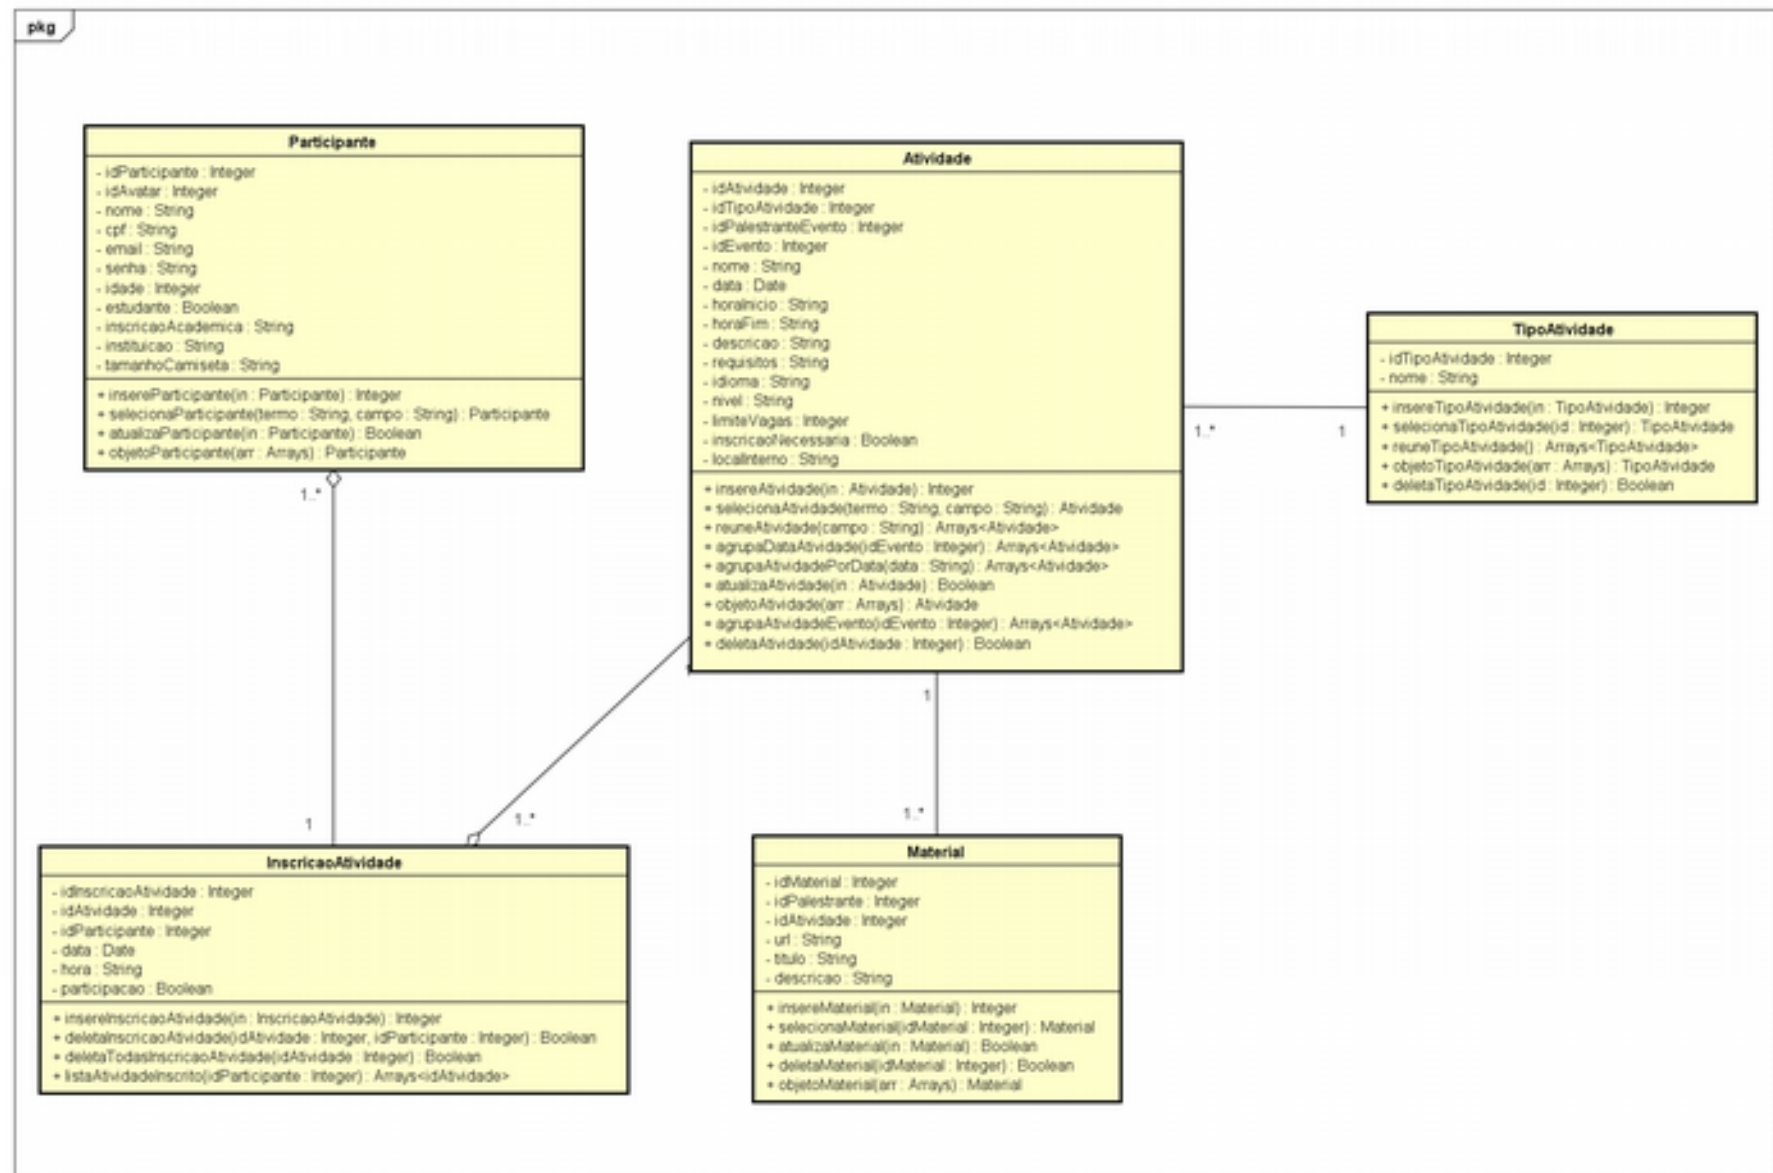 pkg
Participante
- idParticipante : Integer
- idAvatar : Integer
- nome : String
- cpf : String
- email : String
- senha : String
- idade : Integer
- estudante : Boolean
- inscricaoAcademica : String
- instituicao : String
- tamanhoCamiseta : String
+ insereParticipante(in : Participante) : Integer
+ selecionaParticipante(termo : String, campo : String) : Participante
+ atualizaParticipante(in : Participante) : Boolean
+ objetoParticipante(arr : Arrays) : Participante
1..*
1
Atividade
- idAtividade : Integer
- idTipoAtividade : Integer
- idPalestranteEvento : Integer
- idEvento : Integer
- nome : String
- data : Date
- horaInicio : String
- horaFim : String
- descricao : String
- requisitos : String
- idioma : String
- nivel : String
- limiteVagas : Integer
- inscricaoNecessaria : Boolean
- localInterno : String
+ insereAtividade(in : Atividade) : Integer
+ selecionaAtividade(termo : String, campo : String) : Atividade
+ reuneAtividade(campo : String) : Arrays<Atividade>
+ agrupaDataAtividade(idEvento : Integer) : Arrays<Atividade>
+ agrupaAtividadePorData(data : String) : Arrays<Atividade>
+ atualizaAtividade(in : Atividade) : Boolean
+ objetoAtividade(arr : Arrays) : Atividade
+ agrupaAtividadeEvento(idEvento : Integer) : Arrays<Atividade>
+ deletaAtividade(idAtividade : Integer) : Boolean
1..*
1
TipoAtividade
- idTipoAtividade : Integer
- nome : String
+ insereTipoAtividade(in : TipoAtividade) : Integer
+ selecionaTipoAtividade(id : Integer) : TipoAtividade
+ reuneTipoAtividade() : Arrays<TipoAtividade>
+ objetoTipoAtividade(arr : Arrays) : TipoAtividade
+ deletaTipoAtividade(id : Integer) : Boolean
1..*
1
1..*
InscricaoAtividade
- idInscricaoAtividade : Integer
- idAtividade : Integer
- idParticipante : Integer
- data : Date
- hora : String
- participacao : Boolean
+ insereInscricaoAtividade(in : InscricaoAtividade) : Integer
+ deletaInscricaoAtividade(idAtividade : Integer, idParticipante : Integer) : Boolean
+ deletaTodasInscricaoAtividade(idAtividade : Integer) : Boolean
+ listaAtividadeInscrito(idParticipante : Integer) : Arrays<idAtividade>
Material
- idMaterial : Integer
- idPalestrante : Integer
- idAtividade : Integer
- url : String
- titulo : String
- descricao : String
+ insereMaterial(in : Material) : Integer
+ selecionaMaterial(idMaterial : Integer) : Material
+ atualizaMaterial(in : Material) : Boolean
+ deletaMaterial(idMaterial : Integer) : Boolean
+ objetoMaterial(arr : Arrays) : Material